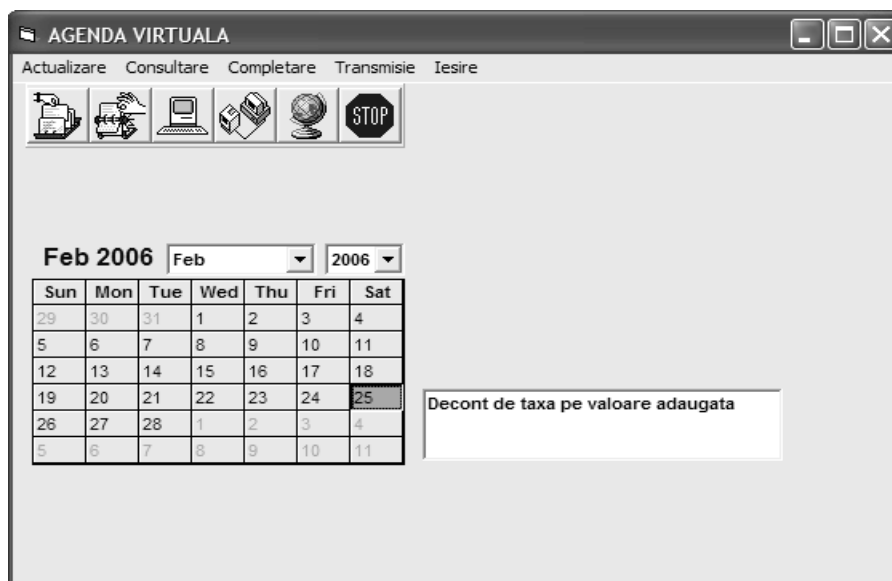 AGENDA VIRTUALA
Actualizare Consultare Completare Transmisie Iesire
STOP
Feb 2006 Feb 2006
Sun Mon Tue Wed Thu Fri Sat
29 30 31 1 2 3 4
5 6 7 8 9 10 11
12 13 14 15 16 17 18
19 20 21 22 23 24 25
Decont de taxa pe valoare adaugata
26 27 28 1 2 3 4
5 6 7 8 9 10 11